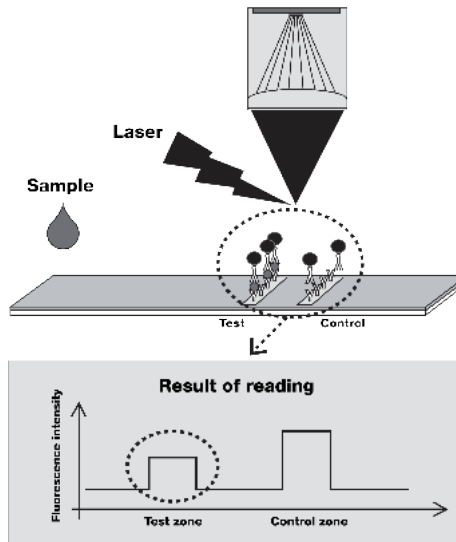 Laser
Sample
Test
Control
Result of reading
Fluorescence intensity
Test zone
Control zone